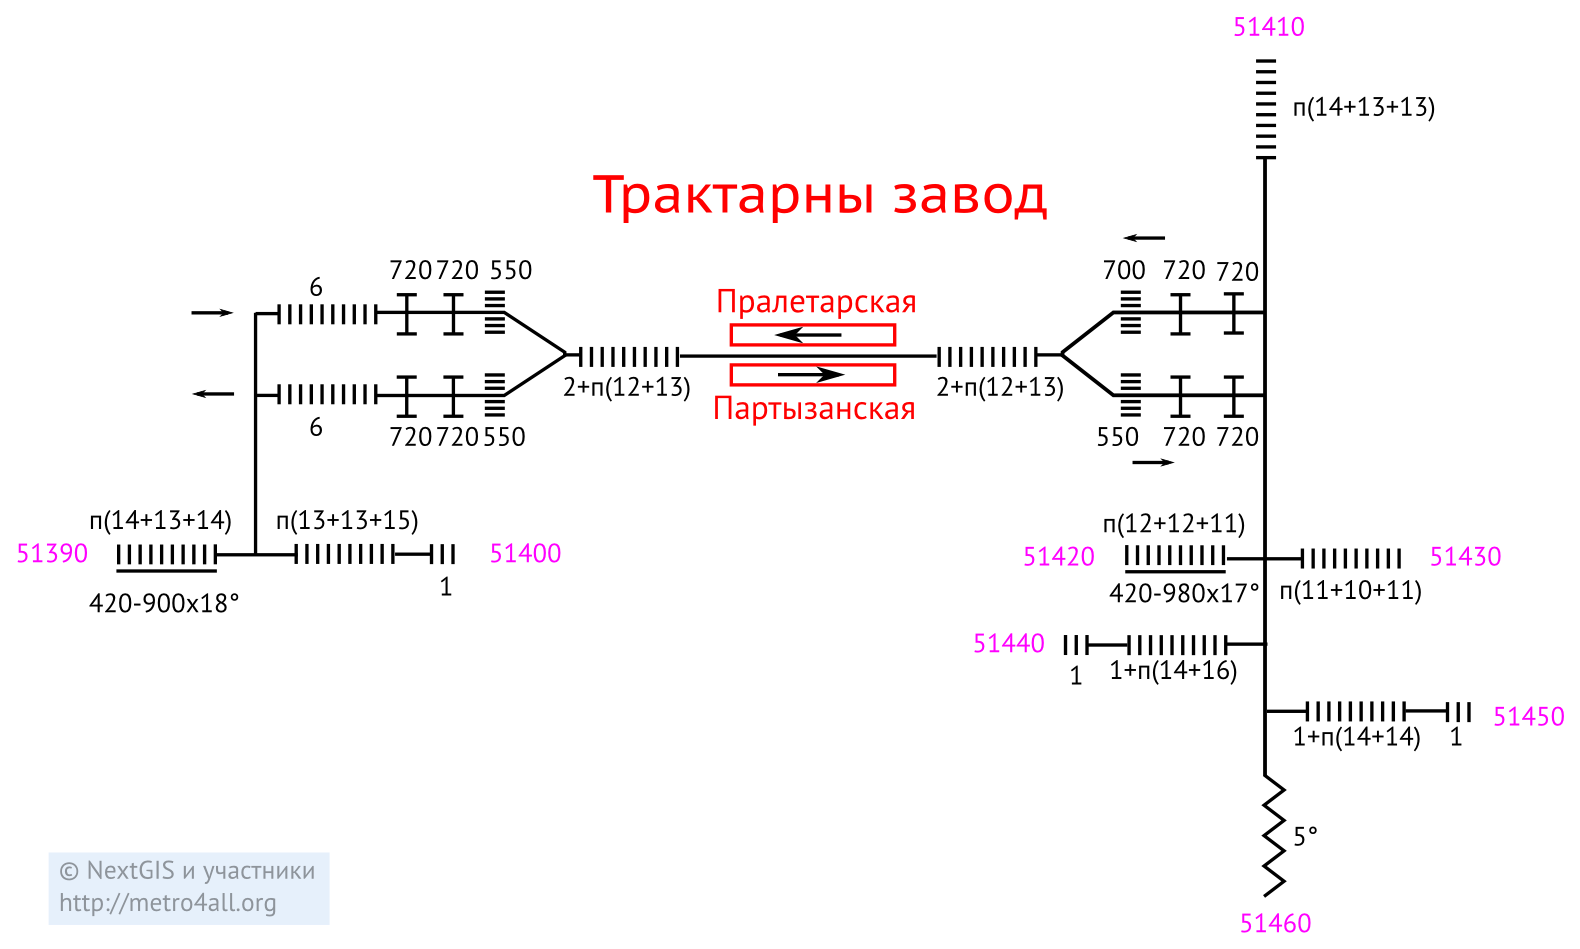 51410
п(14+13+13)
Трактарны завод
6
720 720 550
700 720 720
Пралетарская
2+п(12+13)
2+п(12+13)
Партызанская
6
720 720 550
550 720 720
п(14+13+14)
п(13+13+15)
51390
51400
420-900x18°
1
п(12+12+11)
51420
51430
420-980x17°
п(11+10+11)
51440
1
1+п(14+16)
51450
1+п(14+14)
1
5°
51460
© NextGIS и участники
http://metro4all.org